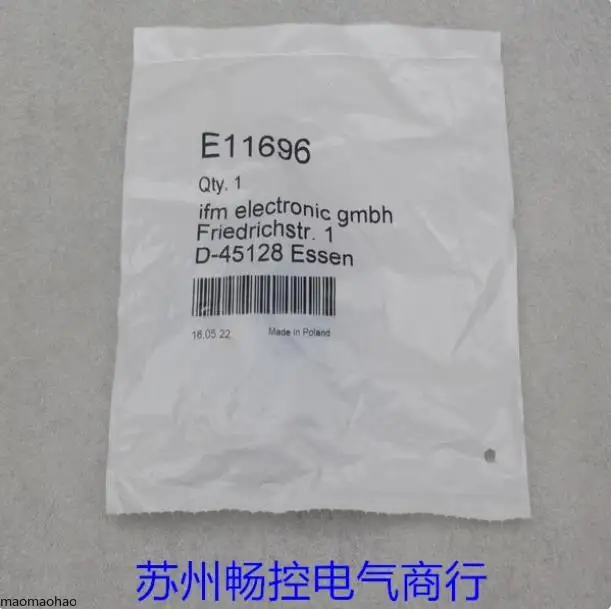 E11696
Qty. 1
ifm electronic gmbh
Friedrichstr. 1
D-45128 Essen
16.05.22 Made in Poland
苏州畅控电气商行
maomaohao